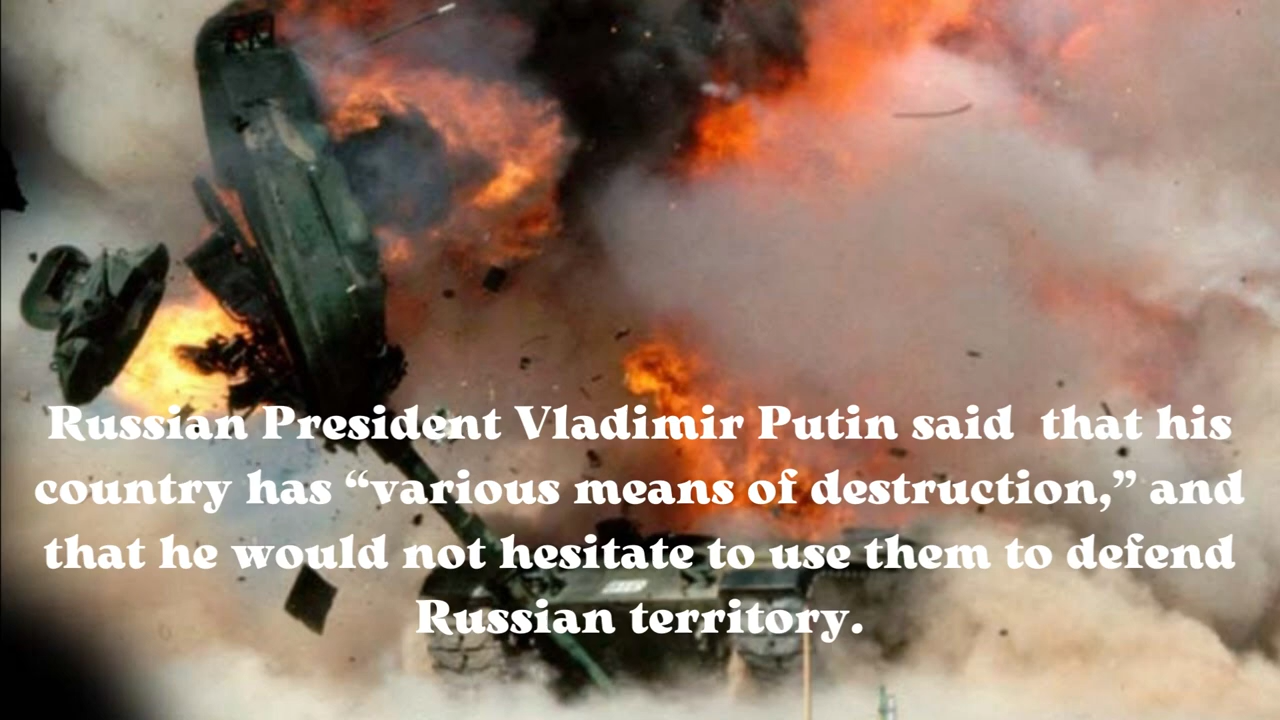 Russian President Vladimir Putin said  that his
country has “various means of destruction,” and
that he would not hesitate to use them to defend
Russian territory.